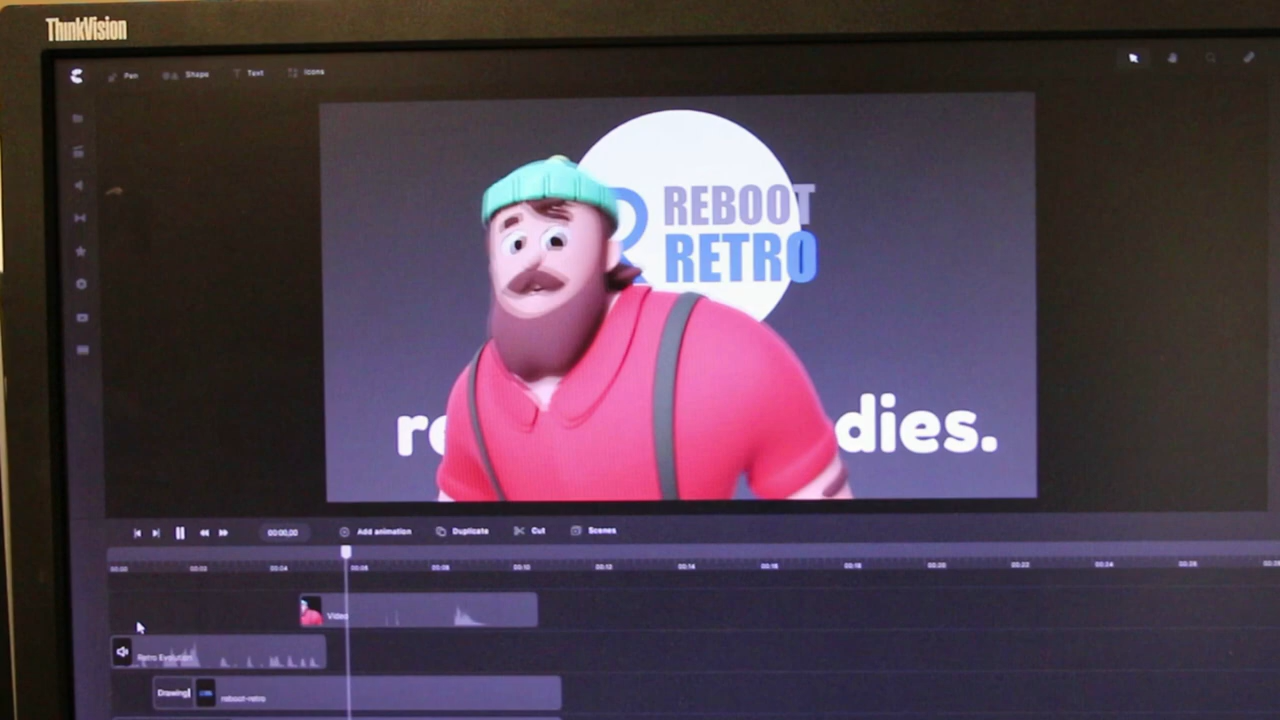 ThinkVision
Pen Shape Text Icons
REBOOT
RETRO
re dies.
00:00,00 Add animation Duplicate Cut Scenes
00:00 00:02 00:04 00:06 00:08 00:10 00:12 00:14 00:16 00:18 00:20 00:22 00:24 00:26
Video
Retro Evolution
Drawing reboot-retro